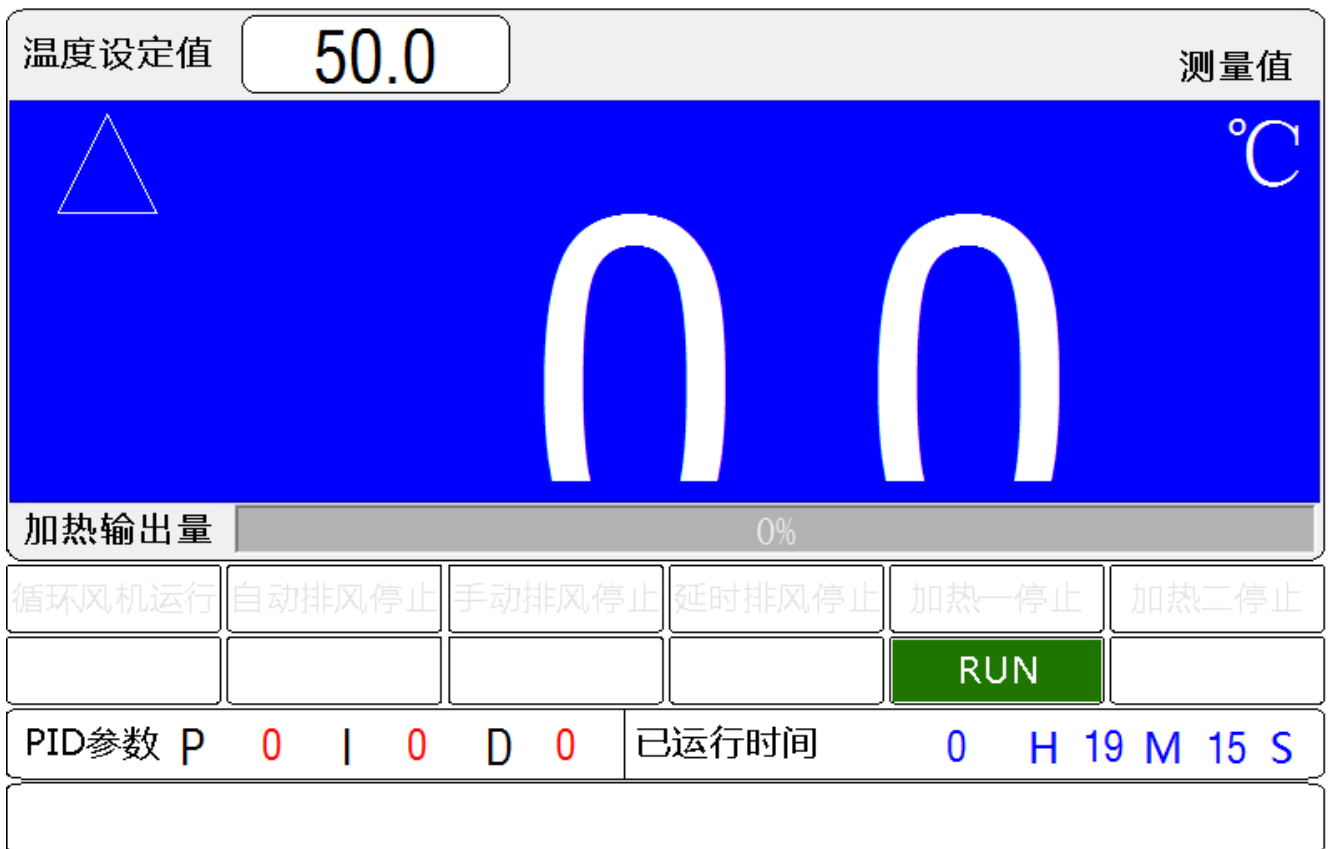 温度设定值 50.0 测量值
℃
0 0
加热输出量 0%
循环风机运行 自动排风停止 手动排风停止 延时排风停止 加热一停止 加热二停止
RUN
PID参数 P 0 I 0 D 0 已运行时间 0 H 19 M 15 S